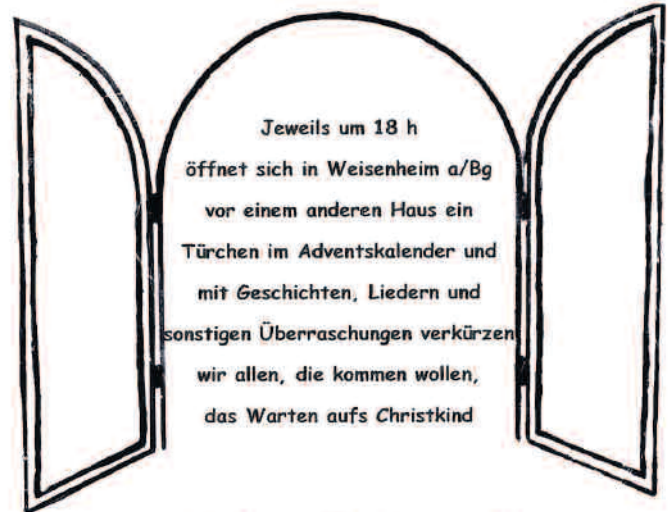 Jeweils um 18 h
öffnet sich in Weisenheim a/Bg
vor einem anderen Haus ein
Türchen im Adventskalender und
mit Geschichten, Liedern und
sonstigen Überraschungen verkürzen
wir allen, die kommen wollen,
das Warten aufs Christkind